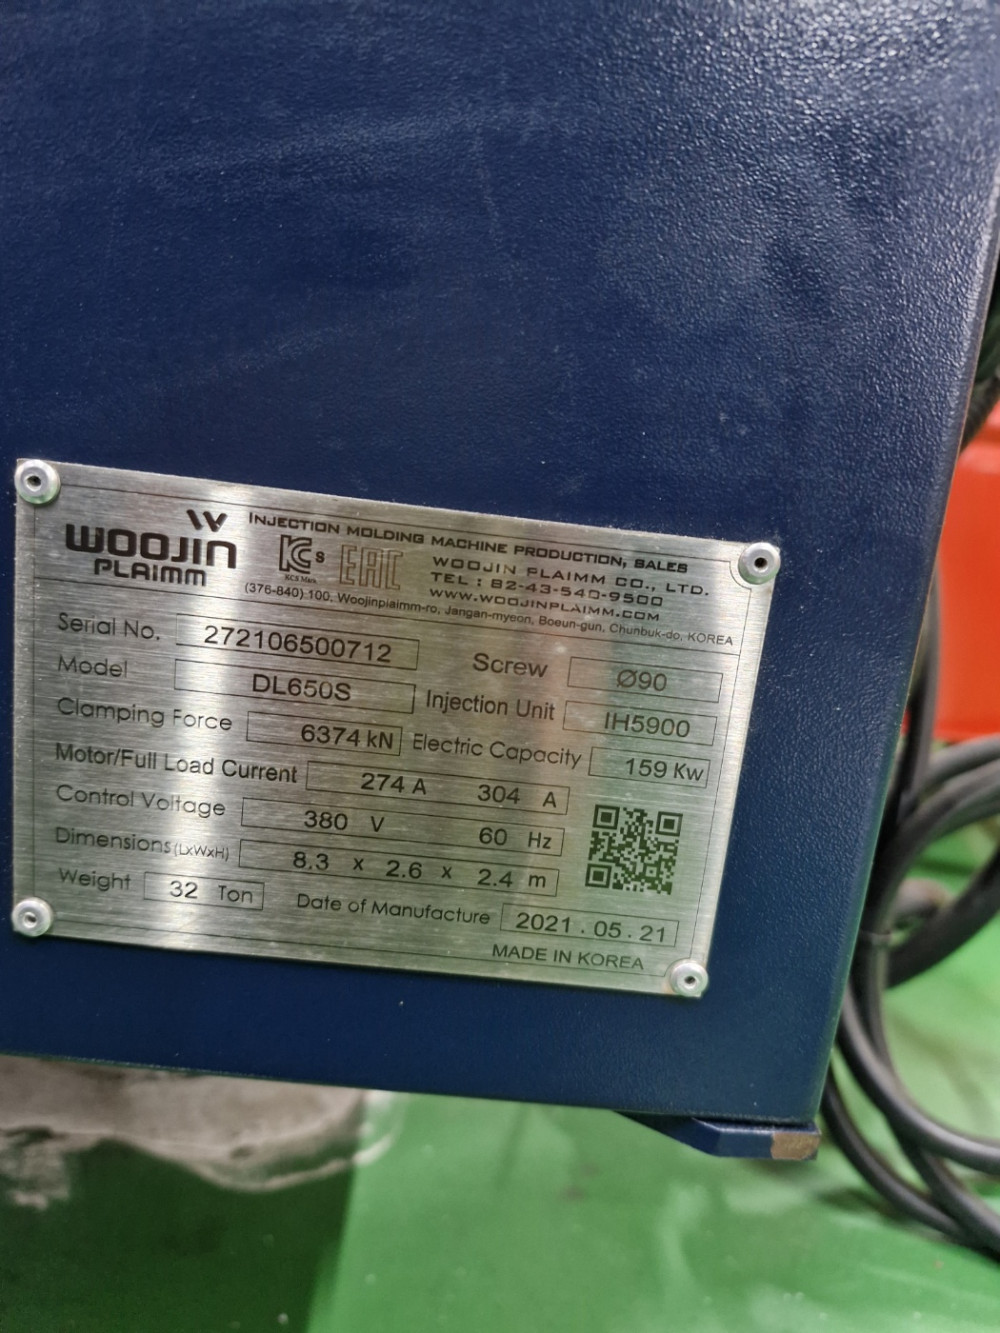 WOOJIN
PLAIMM
INJECTION MOLDING MACHINE PRODUCTION, SALES
KCs
KCS Mark
EAC
WOOJIN PLAIMM CO., LTD.
TEL : 82-43-540-9500
WWW.WOOJINPLAIMM.COM
(376-840) 100, Woojinplaimm-ro, Jangan-myeon, Boeun-gun, Chunbuk-do, KOREA
Serial No. 272106500712 Screw Ø90
Model DL650S Injection Unit IH5900
Clamping Force 6374 kN Electric Capacity 159 Kw
Motor/Full Load Current 274 A 304 A
Control Voltage 380 V 60 Hz
Dimensions (LxWxH) 8.3 x 2.6 x 2.4 m
Weight 32 Ton Date of Manufacture 2021 . 05 . 21
MADE IN KOREA